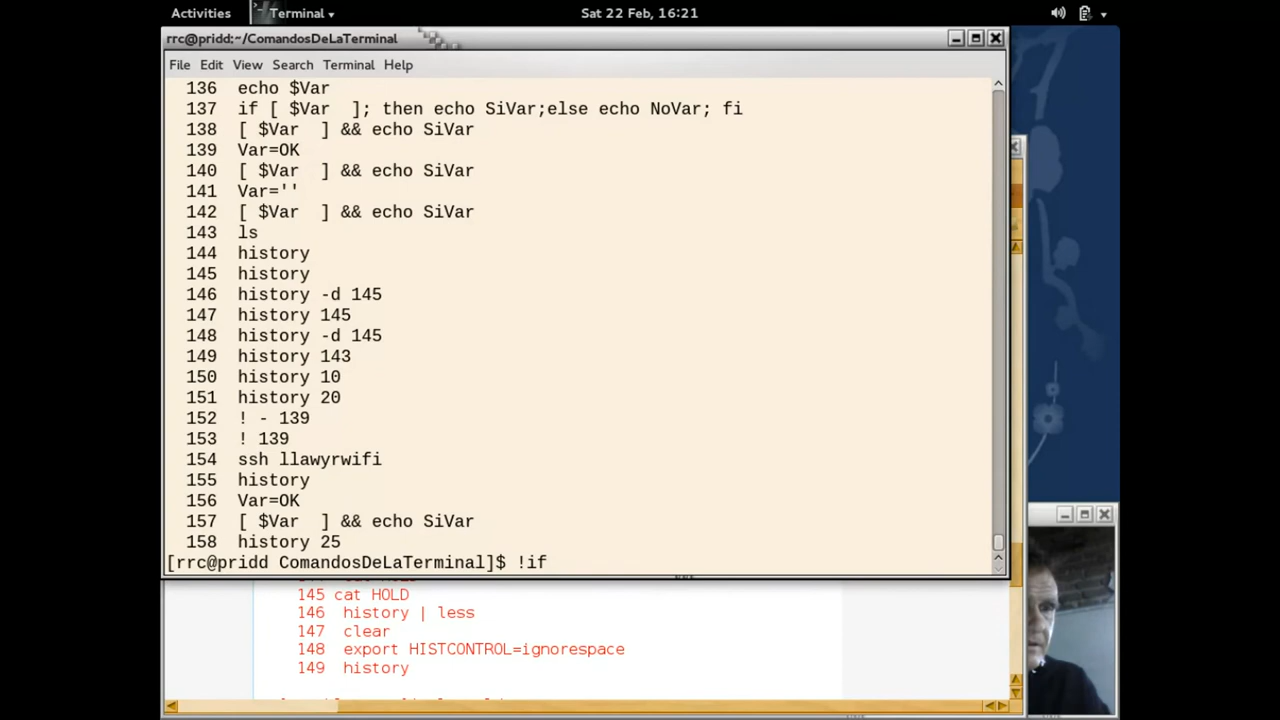 Activities Terminal Sat 22 Feb, 16:21
rrc@pridd:~/ComandosDeLaTerminal
File Edit View Search Terminal Help
136 echo $Var
137 if [ $Var  ]; then echo SiVar;else echo NoVar; fi
138 [ $Var  ] && echo SiVar
139 Var=OK
140 [ $Var  ] && echo SiVar
141 Var=''
142 [ $Var  ] && echo SiVar
143 ls
144 history
145 history
146 history -d 145
147 history 145
148 history -d 145
149 history 143
150 history 10
151 history 20
152 ! - 139
153 ! 139
154 ssh llawyrwifi
155 history
156 Var=OK
157 [ $Var  ] && echo SiVar
158 history 25
[rrc@pridd ComandosDeLaTerminal]$ !if
145 cat HOLD
146 history | less
147 clear
148 export HISTCONTROL=ignorespace
149 history